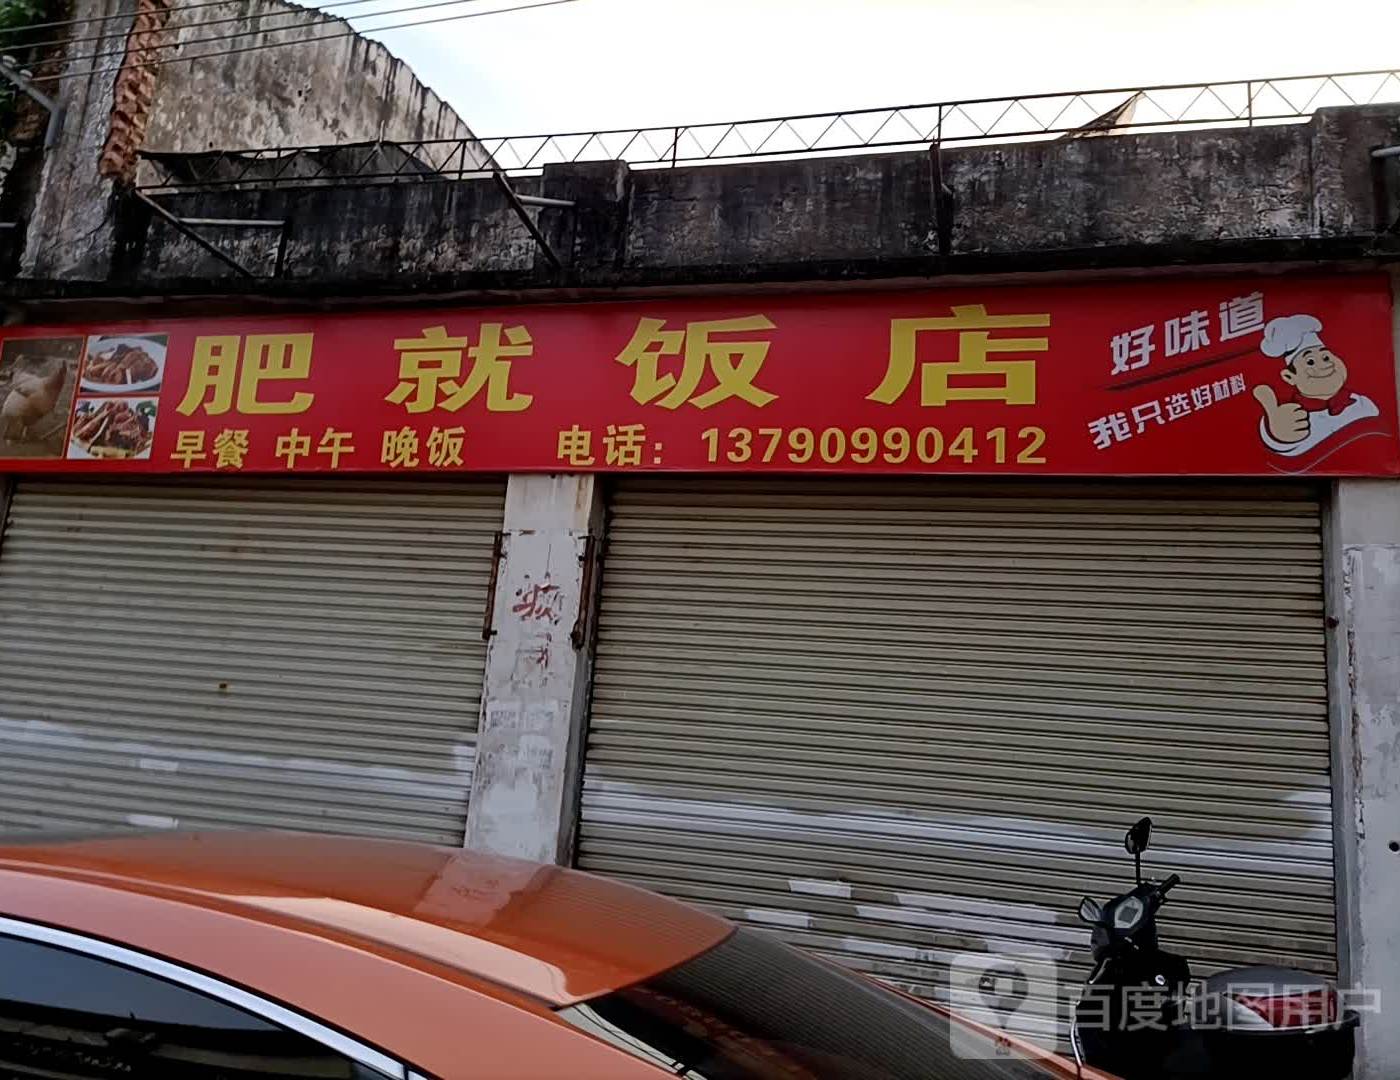 肥就饭店
早餐 中午 晚饭 电话：13790990412
好味道
我只选好材料
百度地图用户